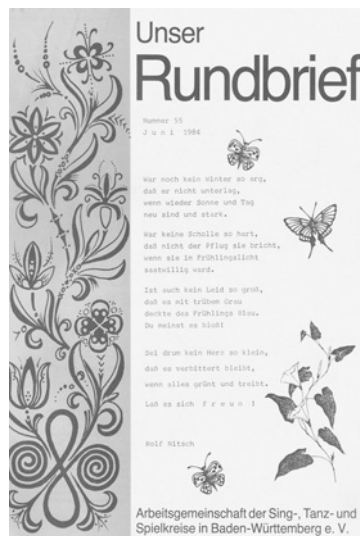 Unser
Rundbrief
Nummer 55
Juni 1984
War noch kein Winter so arg,
daß er nicht unterlag,
wenn wieder Sonne und Tag
neu sind und stark.
War keine Scholle so hart,
daß nicht der Pflug sie bricht,
wenn sie im Frühlingslicht
saatwillig ward.
Ist auch kein Leid so groß,
daß es mit trübem Grau
deckte des Frühlings Blau.
Du meinst es bloß!
Sei drum kein Herz so klein,
daß es verbittert bleibt,
wenn alles grünt und treibt.
Laß es sich freun!
Rolf Nitsch
Arbeitsgemeinschaft der Sing-, Tanz- und
Spielkreise in Baden-Württemberg e. V.